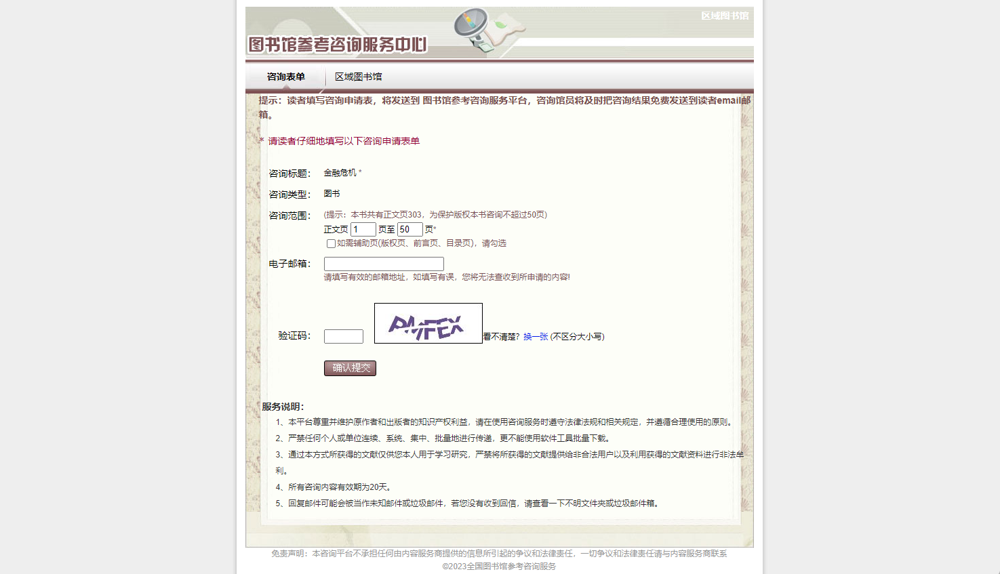 区域图书馆
图书馆参考咨询服务中心
咨询表单 区域图书馆
提示：读者填写咨询申请表，将发送到 图书馆参考咨询服务平台，咨询馆员将及时把咨询结果免费发送到读者email邮
箱。
* 请读者仔细地填写以下咨询申请表单
咨询标题： 金融危机 *
咨询类型： 图书
咨询范围： (提示：本书共有正文页303，为保护版权本书咨询不超过50页)
正文页 1 页至 50 页*
如需辅助页(版权页、前言页、目录页)，请勾选
电子邮箱：
请填写有效的邮箱地址，如填写有误，您将无法查收到所申请的内容!
验证码： 看不清楚？换一张 (不区分大小写)
确认提交
服务说明：
1、本平台尊重并维护原作者和出版者的知识产权利益，请在使用咨询服务时遵守法律法规和相关规定，并遵循合理使用的原则。
2、严禁任何个人或单位连续、系统、集中、批量地进行传递，更不能使用软件工具批量下载。
3、通过本方式所获得的文献仅供您本人用于学习研究，严禁将所获得的文献提供给非合法用户以及利用获得的文献资料进行非法牟
利。
4、所有咨询内容有效期为20天。
5、回复邮件可能会被当作未知邮件或垃圾邮件，若您没有收到回信，请查看一下不明文件夹或垃圾邮件箱。
免责声明：本咨询平台不承担任何由内容服务商提供的信息所引起的争议和法律责任，一切争议和法律责任请与内容服务商联系
©2023全国图书馆参考咨询服务